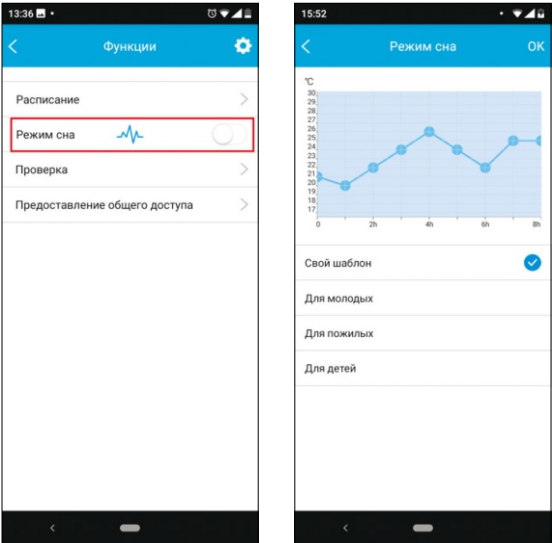 13:36
Функции
Расписание
Режим сна
Проверка
Предоставление общего доступа
15:52
Режим сна
OK
°C
30
29
28
27
26
25
24
23
22
21
20
19
18
17
0 2h 4h 6h 8h
Свой шаблон
Для молодых
Для пожилых
Для детей